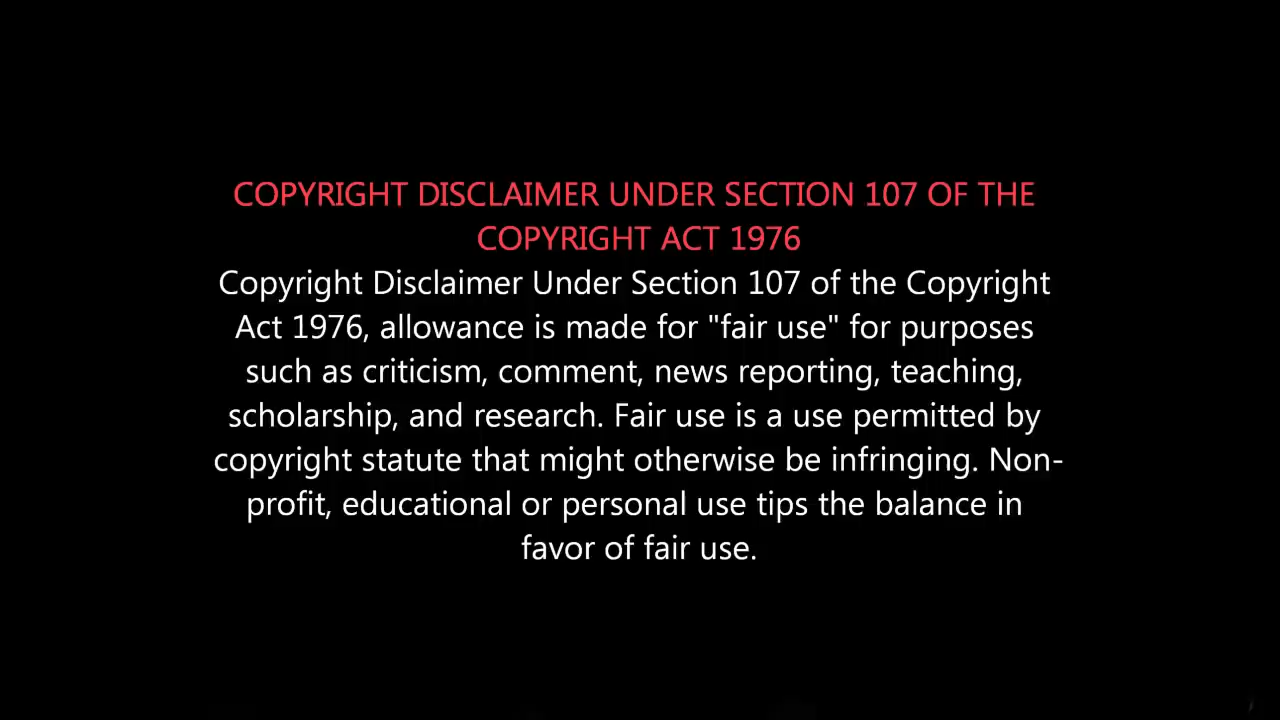 COPYRIGHT DISCLAIMER UNDER SECTION 107 OF THE
COPYRIGHT ACT 1976
Copyright Disclaimer Under Section 107 of the Copyright
Act 1976, allowance is made for "fair use" for purposes
such as criticism, comment, news reporting, teaching,
scholarship, and research. Fair use is a use permitted by
copyright statute that might otherwise be infringing. Non-
profit, educational or personal use tips the balance in
favor of fair use.